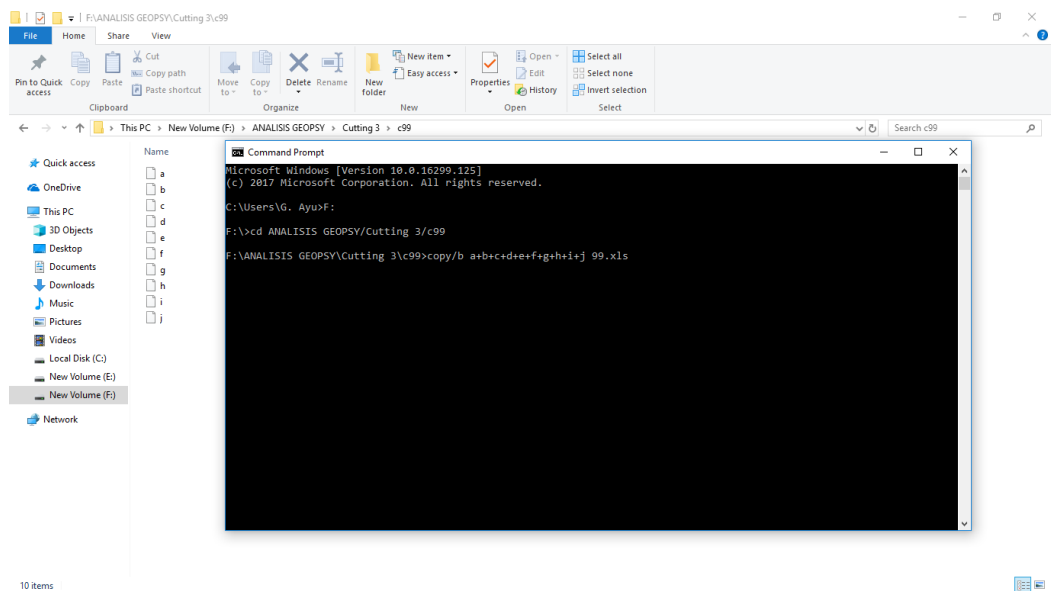 F:\ANALISIS GEOPSY\Cutting 3\c99
File Home Share View
Pin to Quick access
Copy
Paste
Cut
Copy path
Paste shortcut
Clipboard
Move to
Copy to
Delete
Rename
Organize
New folder
New item
Easy access
New
Properties
Open
Edit
History
Open
Select all
Select none
Invert selection
Select
This PC > New Volume (F:) > ANALISIS GEOPSY > Cutting 3 > c99
Search c99
Quick access
OneDrive
This PC
3D Objects
Desktop
Documents
Downloads
Music
Pictures
Videos
Local Disk (C:)
New Volume (E:)
New Volume (F:)
Network
Name
a
b
c
d
e
f
g
h
i
j
Command Prompt
Microsoft Windows [Version 10.0.16299.125]
(c) 2017 Microsoft Corporation. All rights reserved.
C:\Users\G. Ayu>F:
F:\>cd ANALISIS GEOPSY/Cutting 3/c99
F:\ANALISIS GEOPSY\Cutting 3\c99>copy/b a+b+c+d+e+f+g+h+i+j 99.xls
10 items